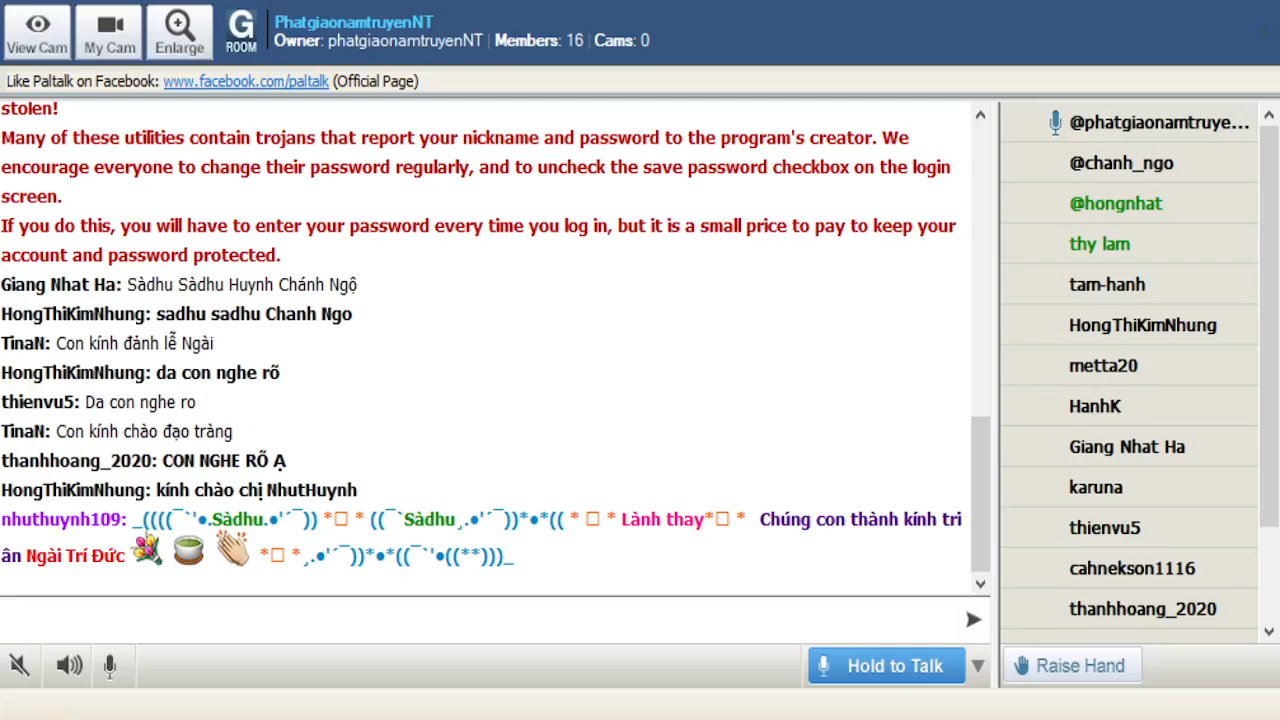 View Cam
My Cam
Enlarge
G
ROOM
PhatgiaonamtruyenNT
Owner: phatgiaonamtruyenNT | Members: 16 | Cams: 0
Like Paltalk on Facebook: www.facebook.com/paltalk (Official Page)
stolen!
Many of these utilities contain trojans that report your nickname and password to the program's creator. We
encourage everyone to change their password regularly, and to uncheck the save password checkbox on the login
screen.
If you do this, you will have to enter your password every time you log in, but it is a small price to pay to keep your
account and password protected.
Giang Nhat Ha: Sàdhu Sàdhu Huynh Chánh Ngộ
HongThiKimNhung: sadhu sadhu Chanh Ngo
TinaN: Con kính đảnh lễ Ngài
HongThiKimNhung: da con nghe rõ
thienvu5: Da con nghe ro
TinaN: Con kính chào đạo tràng
thanhhoang_2020: CON NGHE RÕ Ạ
HongThiKimNhung: kính chào chị NhutHuynh
nhuthuynh109: _((((¯`'•.Sàdhu.•'´¯)) *□ * ((¯`Sàdhu¸.•'´¯))*•*(( * □ * Lành thay*□ * Chúng con thành kính tri
ân Ngài Trí Đức *□ *¸.•'´¯))*•*((¯`'•((**)))_
Hold to Talk
@phatgiaonamtruye...
@chanh_ngo
@hongnhat
thy lam
tam-hanh
HongThiKimNhung
metta20
HanhK
Giang Nhat Ha
karuna
thienvu5
cahnekson1116
thanhhoang_2020
Raise Hand